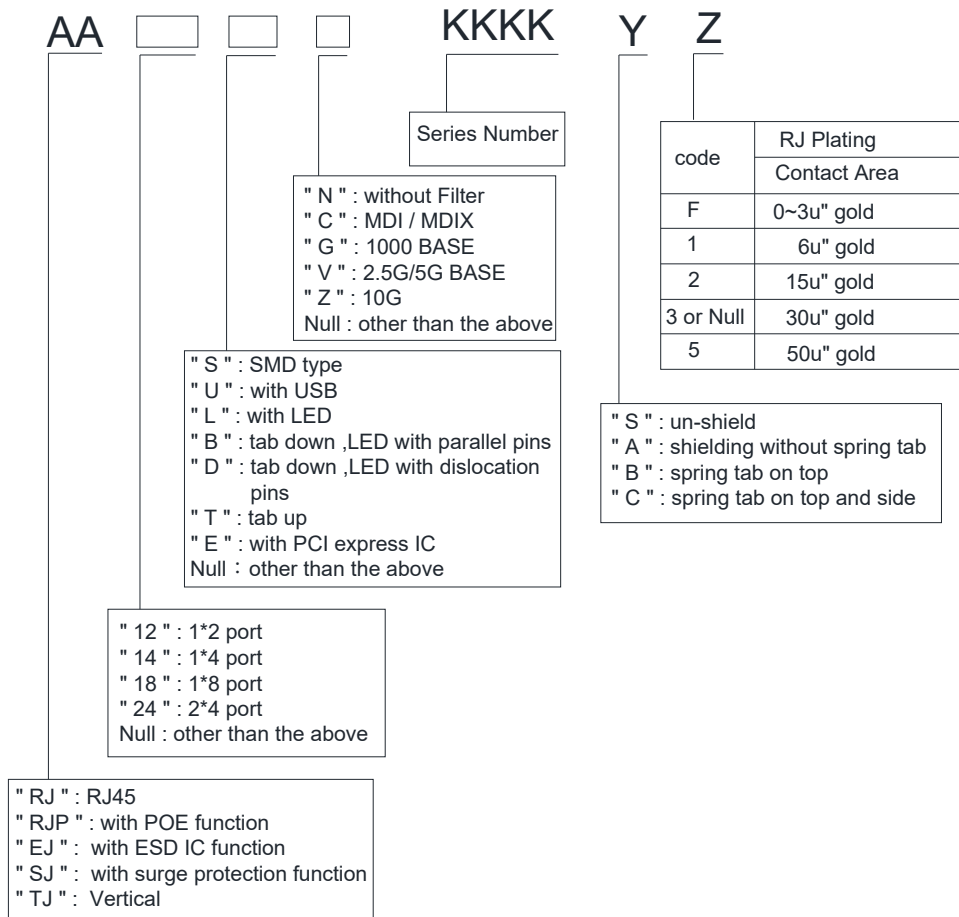 AA KKKK Y Z
Series Number
code
RJ Plating
Contact Area
F 0~3u" gold
1 6u" gold
2 15u" gold
3 or Null 30u" gold
5 50u" gold
" N " : without Filter
" C " : MDI / MDIX
" G " : 1000 BASE
" V " : 2.5G/5G BASE
" Z " : 10G
Null : other than the above
" S " : SMD type
" U " : with USB
" L " : with LED
" B " : tab down ,LED with parallel pins
" D " : tab down ,LED with dislocation
pins
" T " : tab up
" E " : with PCI express IC
Null : other than the above
" S " : un-shield
" A " : shielding without spring tab
" B " : spring tab on top
" C " : spring tab on top and side
" 12 " : 1*2 port
" 14 " : 1*4 port
" 18 " : 1*8 port
" 24 " : 2*4 port
Null : other than the above
" RJ " : RJ45
" RJP " : with POE function
" EJ " : with ESD IC function
" SJ " : with surge protection function
" TJ " : Vertical